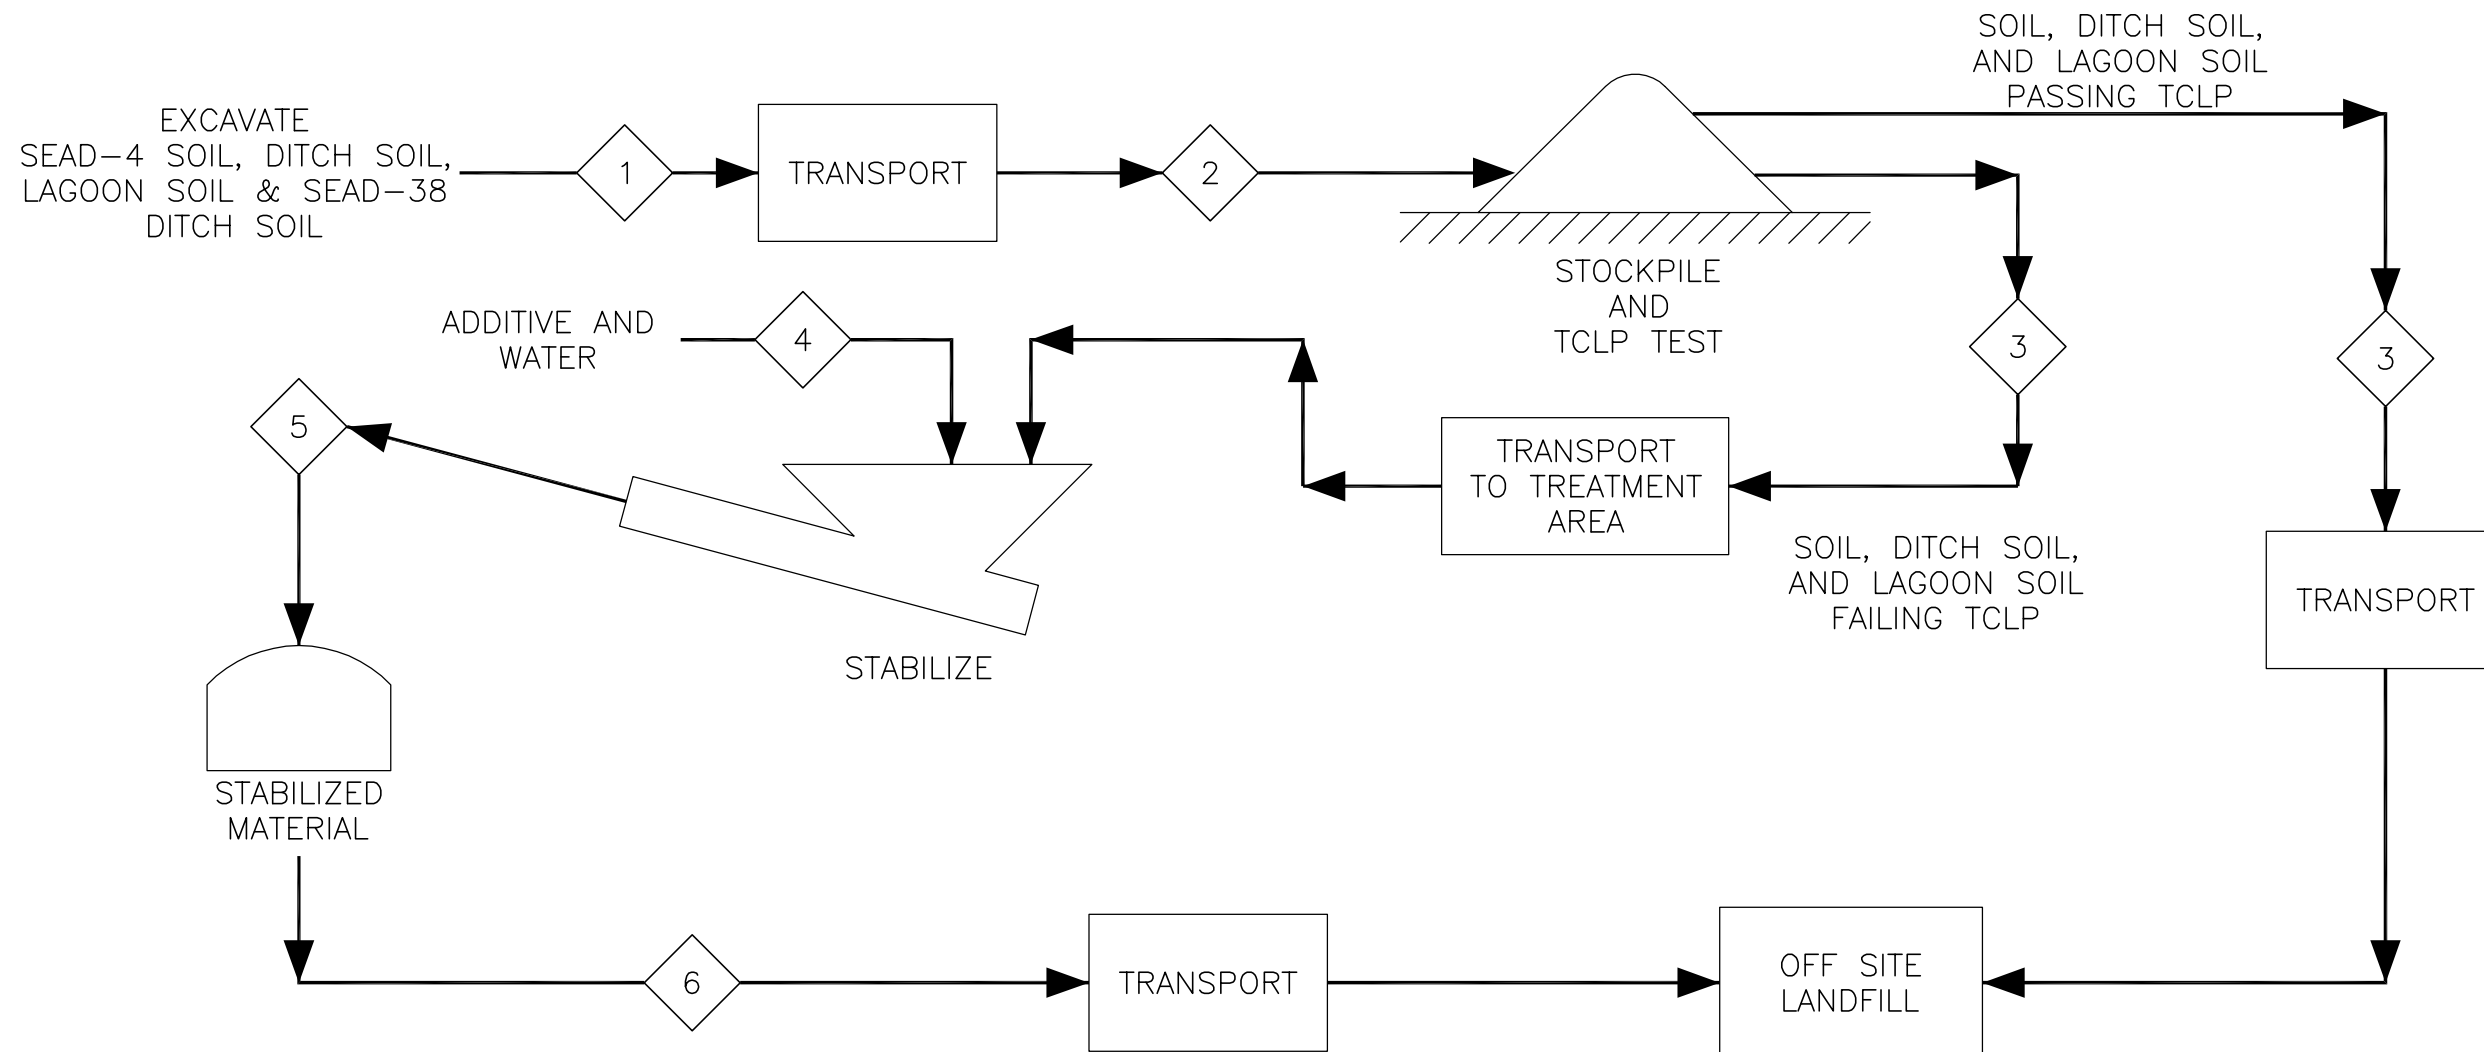 SOIL, DITCH SOIL,
AND LAGOON SOIL
PASSING TCLP
EXCAVATE
SEAD-4 SOIL, DITCH SOIL,
LAGOON SOIL & SEAD-38
DITCH SOIL
1
TRANSPORT
2
STOCKPILE
AND
TCLP TEST
3
3
ADDITIVE AND
WATER
4
5
TRANSPORT
TO TREATMENT
AREA
SOIL, DITCH SOIL,
AND LAGOON SOIL
FAILING TCLP
TRANSPORT
STABILIZE
STABILIZED
MATERIAL
6
TRANSPORT
OFF SITE
LANDFILL